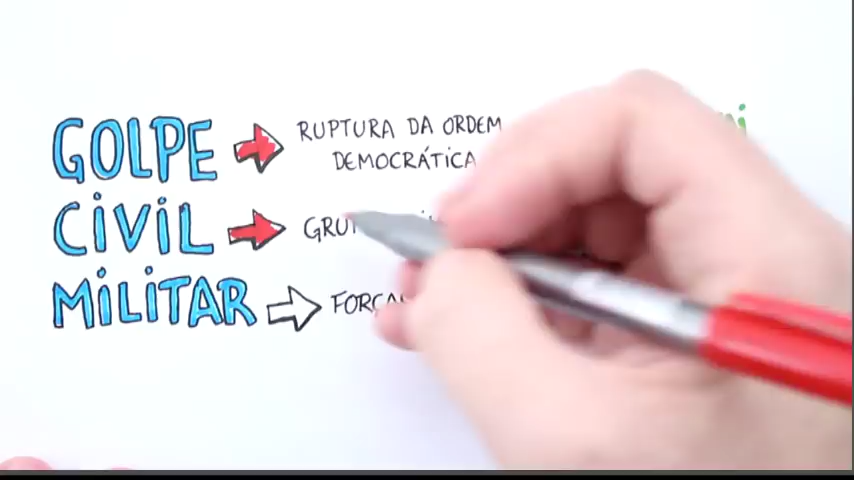 GOLPE RUPTURA DA ORDEM
DEMOCRÁTICA
CIVIL
MILITAR